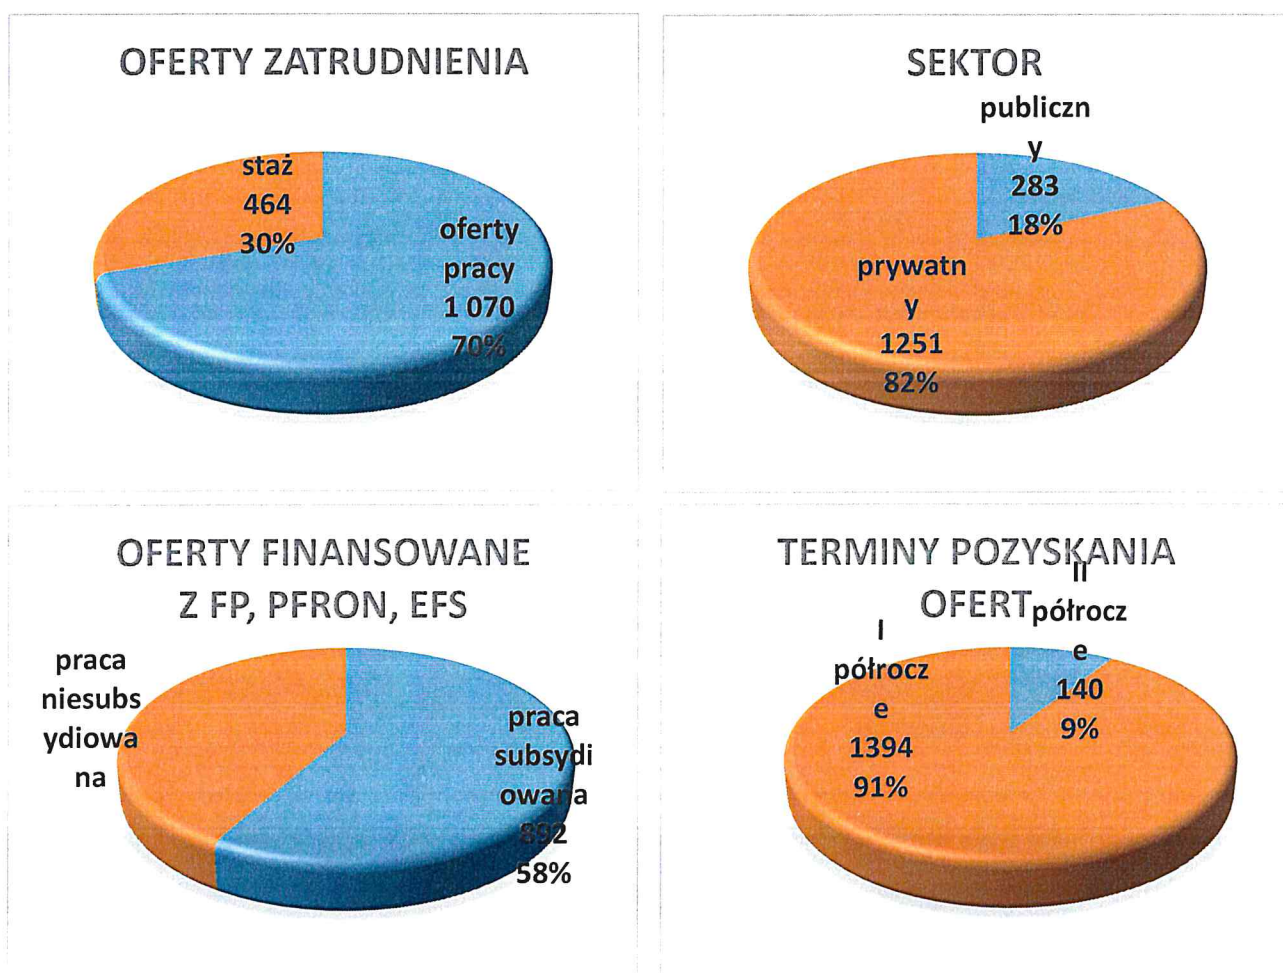 OFERTY ZATRUDNIENIA
staż
464
30%
oferty
pracy
1 070
70%
SEKTOR
publiczn
y
283
18%
prywatn
y
1251
82%
OFERTY FINANSOWANE
Z FP, PFRON, EFS
praca
niesubs
ydiowa
na
praca
subsydi
owana
892
58%
TERMINY POZYSKANIA
OFERT
I
półrocz
e
1394
91%
II
półrocz
e
140
9%